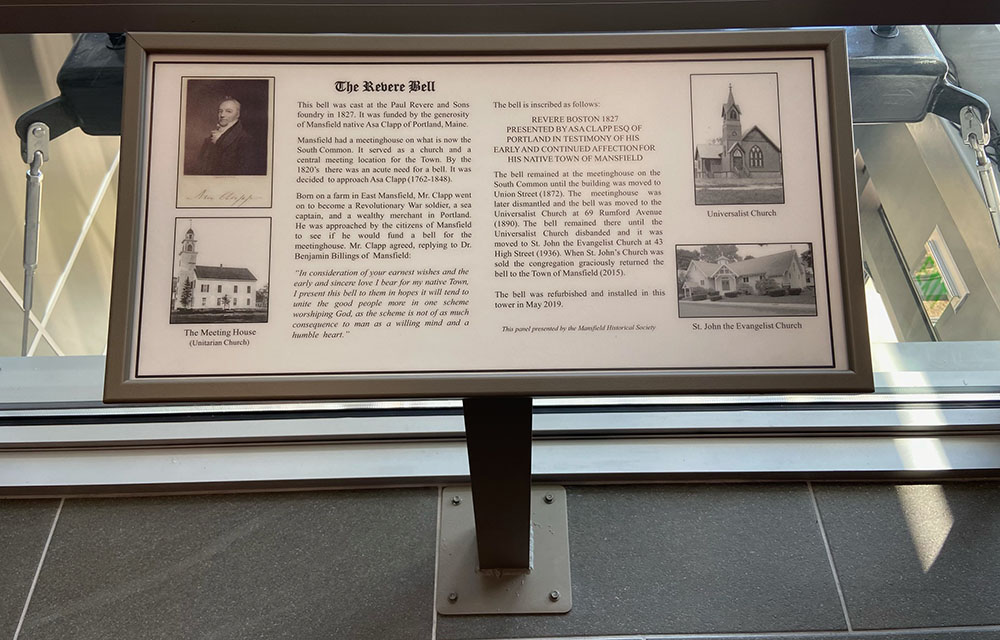 The Revere Bell
This bell was cast at the Paul Revere and Sons
foundry in 1827. It was funded by the generosity
of Mansfield native Asa Clapp of Portland, Maine.
Mansfield had a meetinghouse on what is now the
South Common. It served as a church and a
central meeting location for the Town. By the
1820's there was an acute need for a bell. It was
decided to approach Asa Clapp (1762-1848).
Born on a farm in East Mansfield, Mr. Clapp went
on to become a Revolutionary War soldier, a sea
captain, and a wealthy merchant in Portland.
He was approached by the citizens of Mansfield
to see if he would fund a bell for the
meetinghouse. Mr. Clapp agreed, replying to Dr.
Benjamin Billings of Mansfield:
"In consideration of your earnest wishes and the
early and sincere love I bear for my native Town,
I present this bell to them in hopes it will tend to
unite the good people more in one scheme
worshiping God, as the scheme is not of as much
consequence to man as a willing mind and a
humble heart."
Asa Clapp
The Meeting House
(Unitarian Church)
The bell is inscribed as follows:
REVERE BOSTON 1827
PRESENTED BY ASA CLAPP ESQ OF
PORTLAND IN TESTIMONY OF HIS
EARLY AND CONTINUED AFFECTION FOR
HIS NATIVE TOWN OF MANSFIELD
The bell remained at the meetinghouse on the
South Common until the building was moved to
Union Street (1872). The meetinghouse was
later dismantled and the bell was moved to the
Universalist Church at 69 Rumford Avenue
(1890). The bell remained there until the
Universalist Church disbanded and it was
moved to St. John the Evangelist Church at 43
High Street (1936). When St. John's Church was
sold the congregation graciously returned the
bell to the Town of Mansfield (2015).
The bell was refurbished and installed in this
tower in May 2019.
This panel presented by the Mansfield Historical Society
Universalist Church
St. John the Evangelist Church